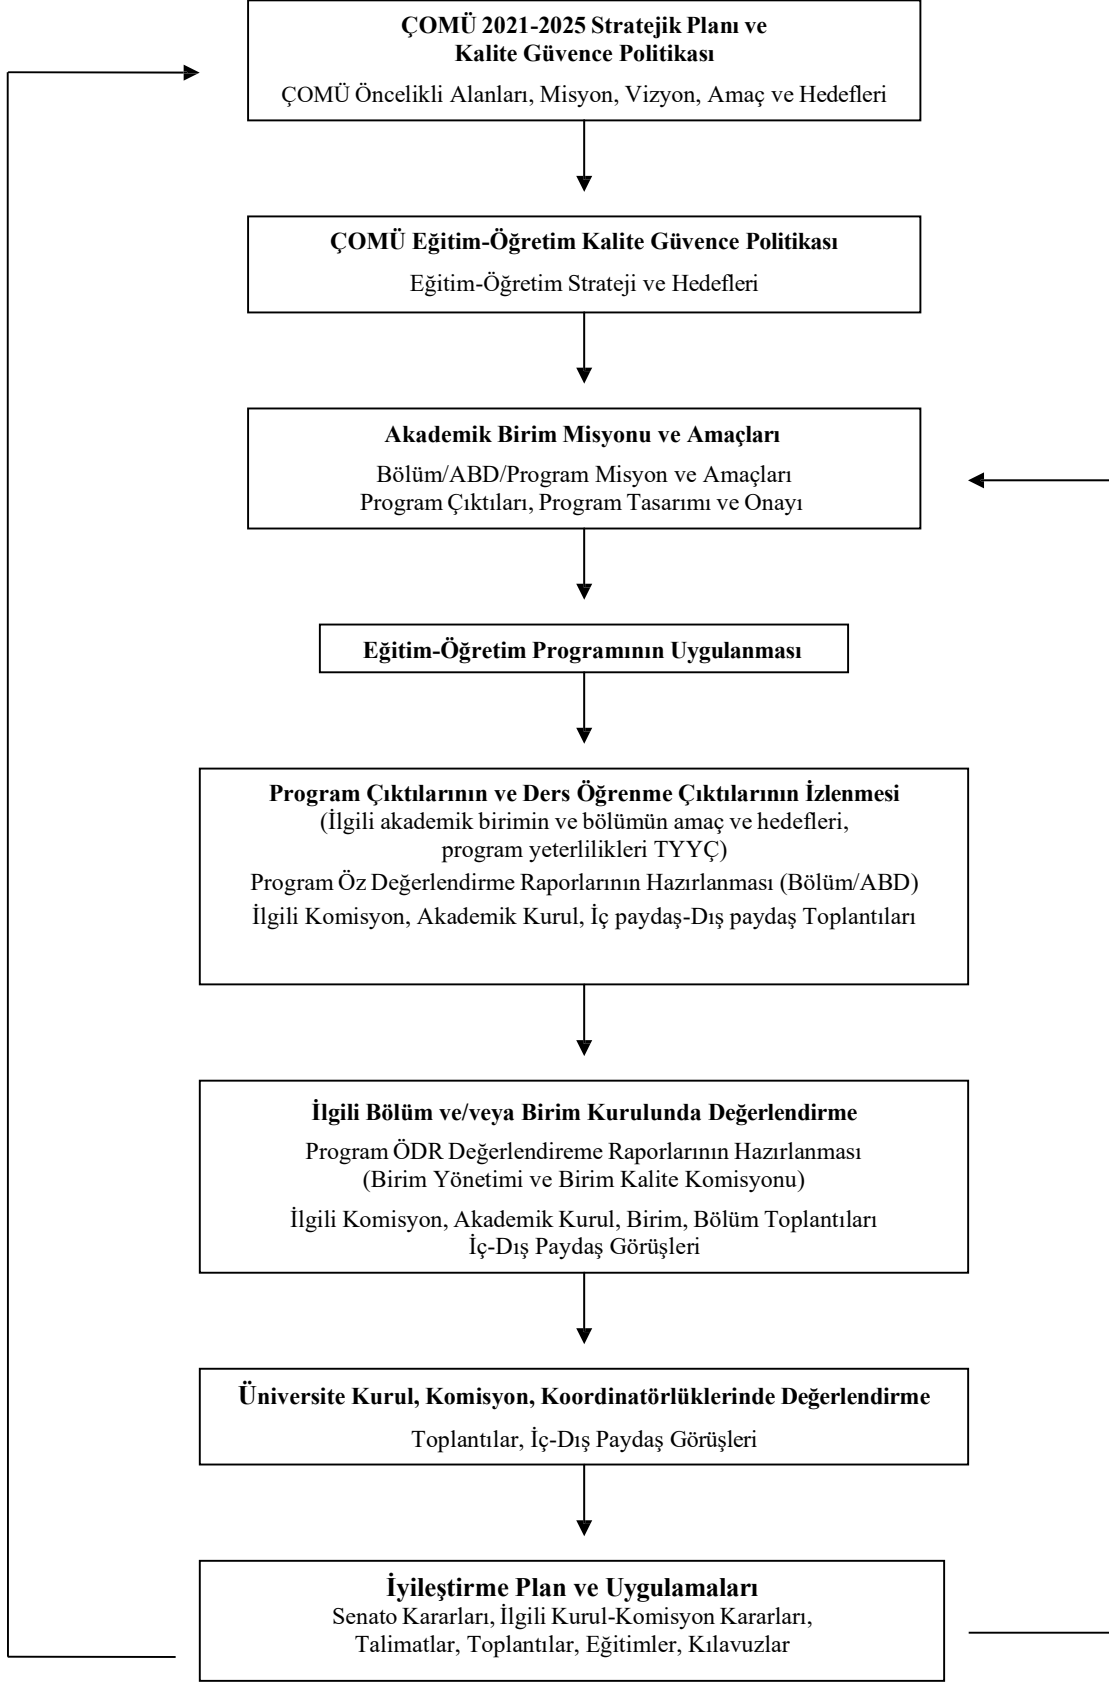 ÇOMÜ 2021-2025 Stratejik Planı ve
Kalite Güvence Politikası
ÇOMÜ Öncelikli Alanları, Misyon, Vizyon, Amaç ve Hedefleri
ÇOMÜ Eğitim-Öğretim Kalite Güvence Politikası
Eğitim-Öğretim Strateji ve Hedefleri
Akademik Birim Misyonu ve Amaçları
Bölüm/ABD/Program Misyon ve Amaçları
Program Çıktıları, Program Tasarımı ve Onayı
Eğitim-Öğretim Programının Uygulanması
Program Çıktılarının ve Ders Öğrenme Çıktılarının İzlenmesi
(İlgili akademik birimin ve bölümün amaç ve hedefleri,
program yeterlilikleri TYYÇ)
Program Öz Değerlendirme Raporlarının Hazırlanması (Bölüm/ABD)
İlgili Komisyon, Akademik Kurul, İç paydaş-Dış paydaş Toplantıları
İlgili Bölüm ve/veya Birim Kurulunda Değerlendirme
Program ÖDR Değerlendireme Raporlarının Hazırlanması
(Birim Yönetimi ve Birim Kalite Komisyonu)
İlgili Komisyon, Akademik Kurul, Birim, Bölüm Toplantıları
İç-Dış Paydaş Görüşleri
Üniversite Kurul, Komisyon, Koordinatörlüklerinde Değerlendirme
Toplantılar, İç-Dış Paydaş Görüşleri
İyileştirme Plan ve Uygulamaları
Senato Kararları, İlgili Kurul-Komisyon Kararları,
Talimatlar, Toplantılar, Eğitimler, Kılavuzlar